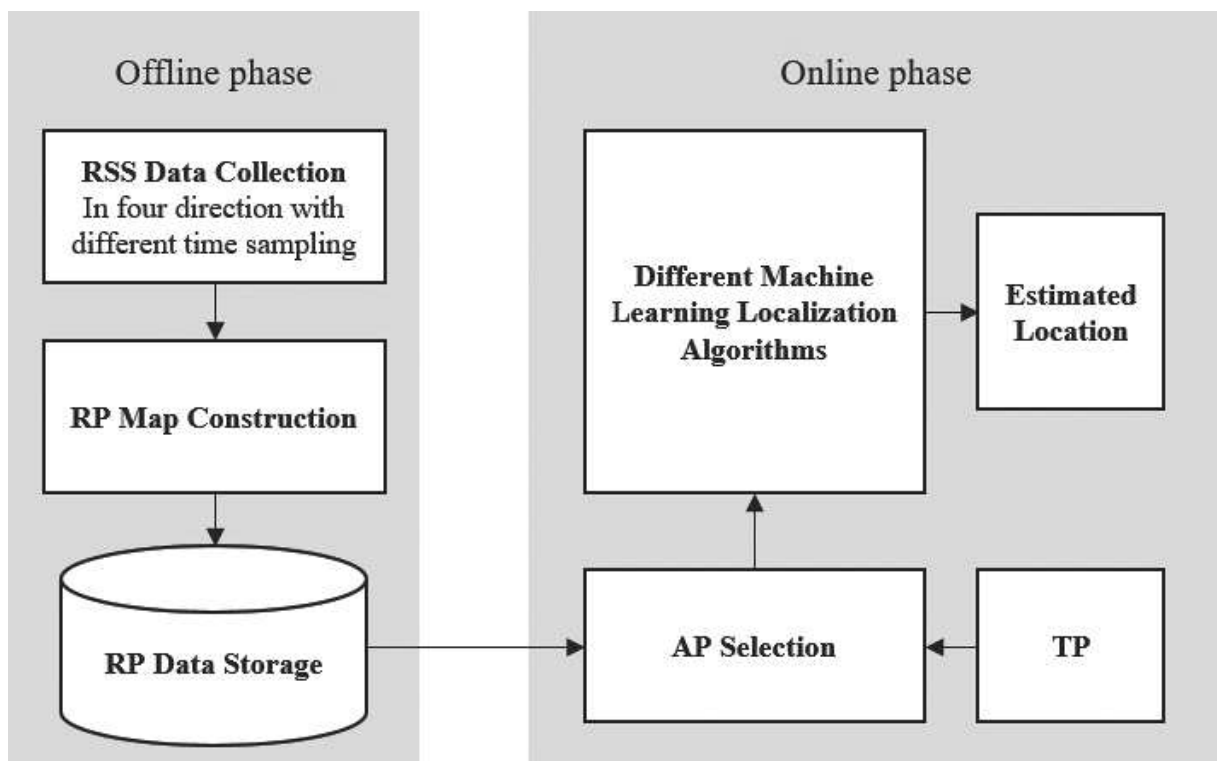 Offline phase
RSS Data Collection
In four direction with
different time sampling
RP Map Construction
RP Data Storage
Online phase
Different Machine
Learning Localization
Algorithms
Estimated
Location
AP Selection
TP